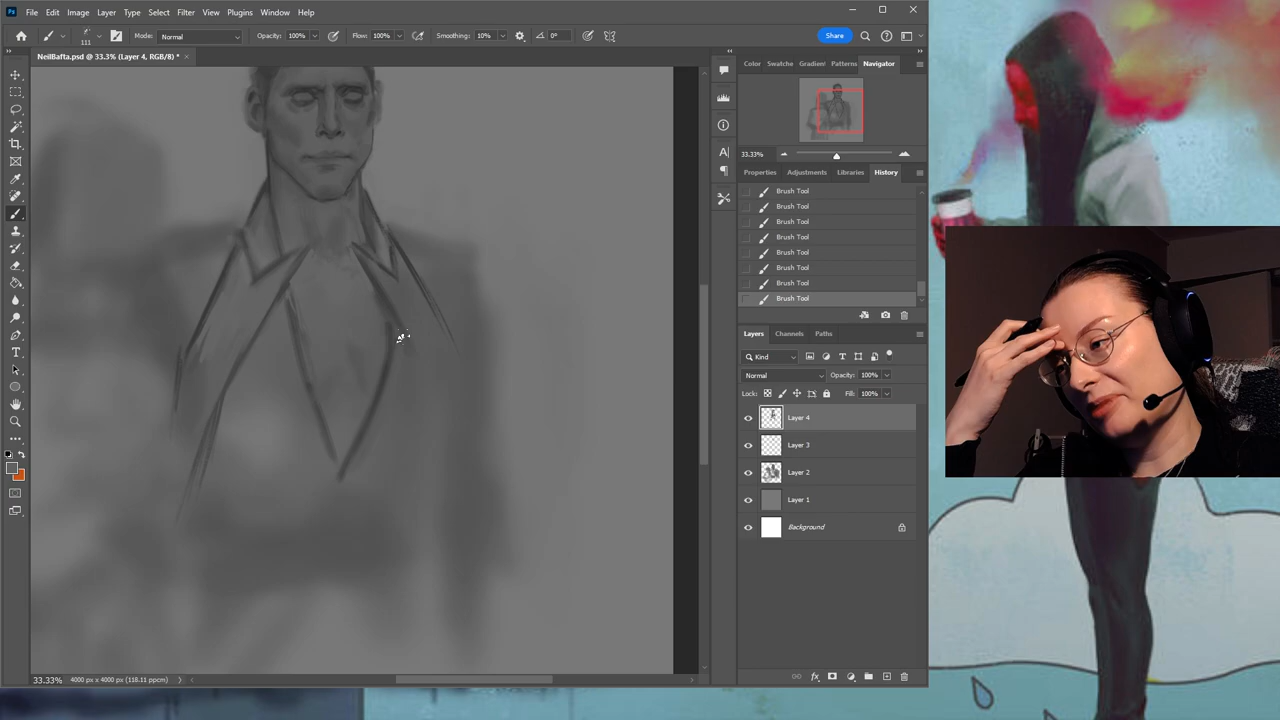 Ps File Edit Image Layer Type Select Filter View Plugins Window Help
111 Mode: Normal Opacity: 100% Flow: 100% Smoothing: 10% 0° Share
NeilBafta.psd @ 33.3% (Layer 4, RGB/8) * ×
Color Swatche Gradien Patterns Navigator
33.33%
Properties Adjustments Libraries History
Brush Tool
Brush Tool
Brush Tool
Brush Tool
Brush Tool
Brush Tool
Brush Tool
Brush Tool
Layers Channels Paths
Kind
Normal Opacity: 100%
Lock: Fill: 100%
Layer 4
Layer 3
Layer 2
Layer 1
Background
33.33% 4000 px x 4000 px (118.11 ppcm)